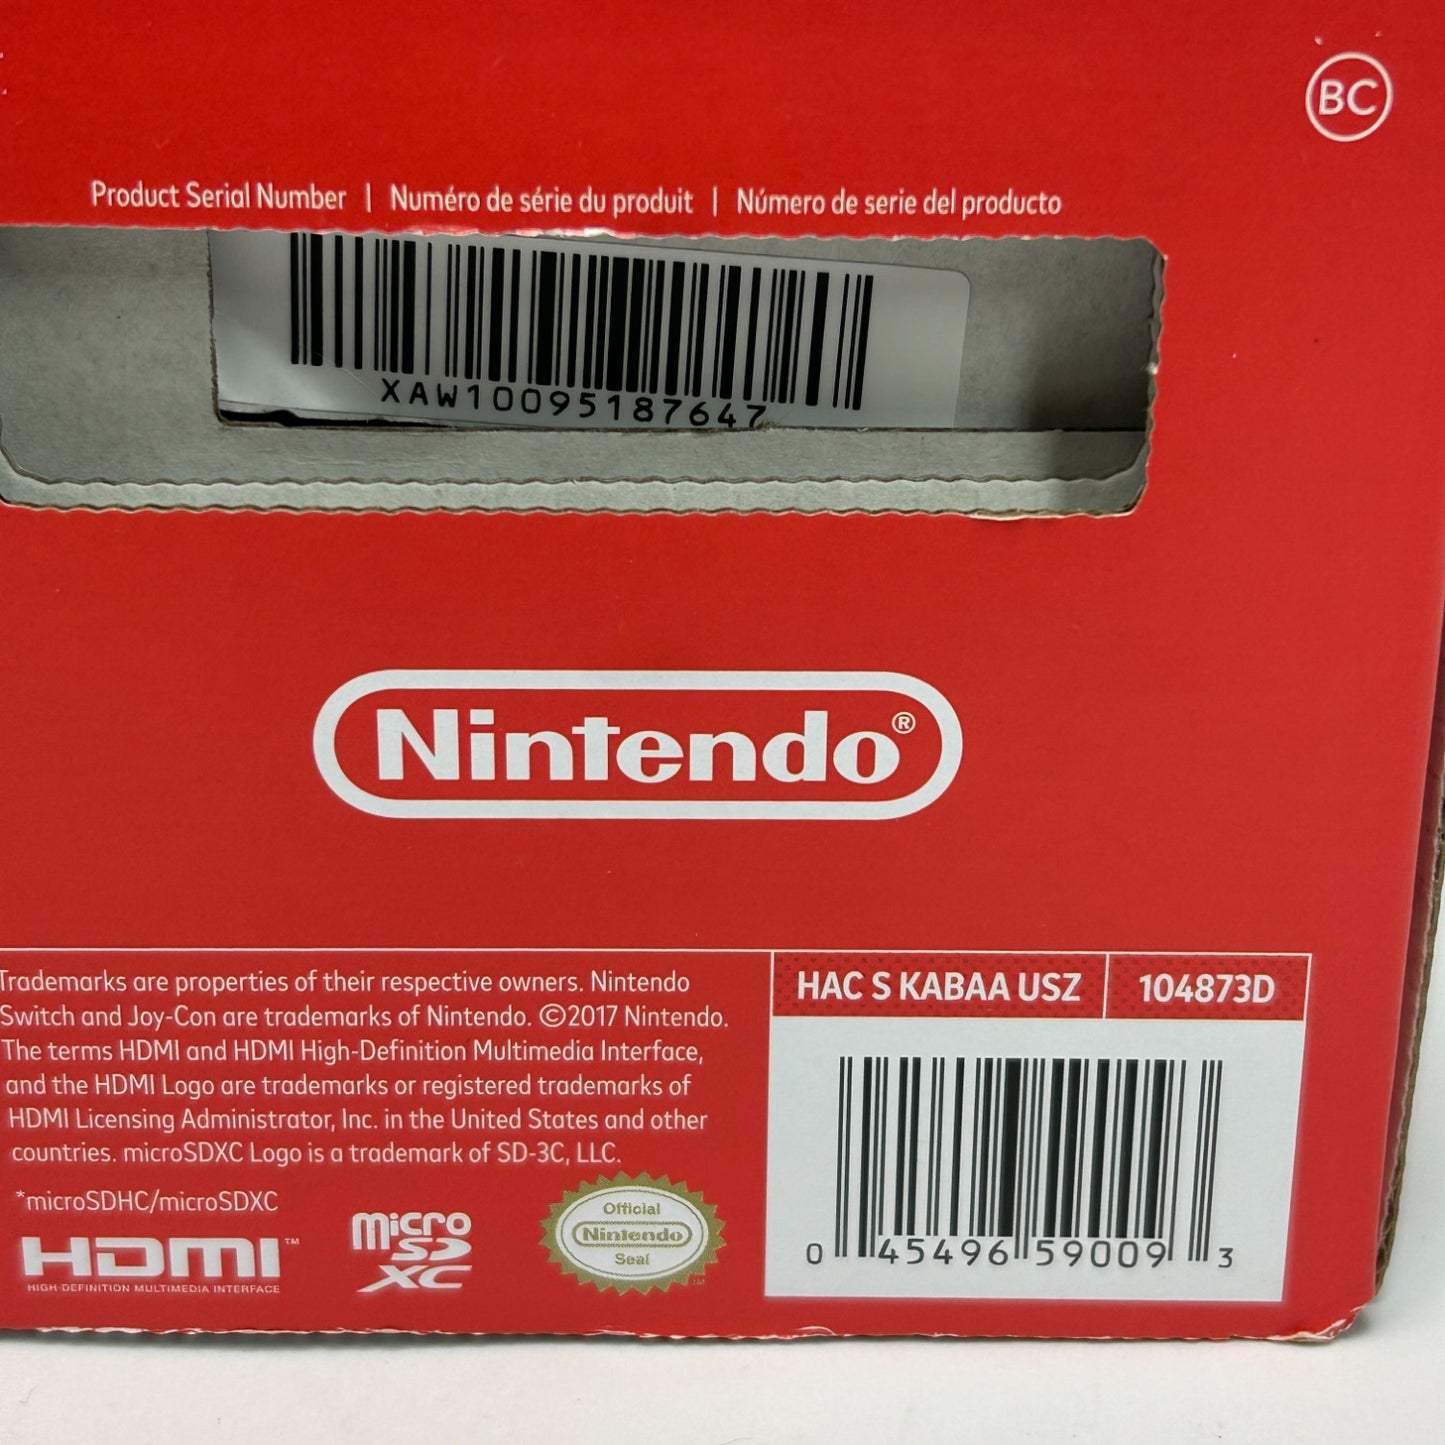 BC
Product Serial Number | Numéro de série du produit | Número de serie del producto
XAW10095187647
Nintendo®
Trademarks are properties of their respective owners. Nintendo
Switch and Joy-Con are trademarks of Nintendo. ©2017 Nintendo.
The terms HDMI and HDMI High-Definition Multimedia Interface,
and the HDMI Logo are trademarks or registered trademarks of
HDMI Licensing Administrator, Inc. in the United States and other
countries. microSDXC Logo is a trademark of SD-3C, LLC.
*microSDHC/microSDXC
HDMI™
HIGH-DEFINITION MULTIMEDIA INTERFACE
micro
SD
XC
Official
Nintendo
Seal
TM
HAC S KABAA USZ | 104873D
0 45496 59009 3